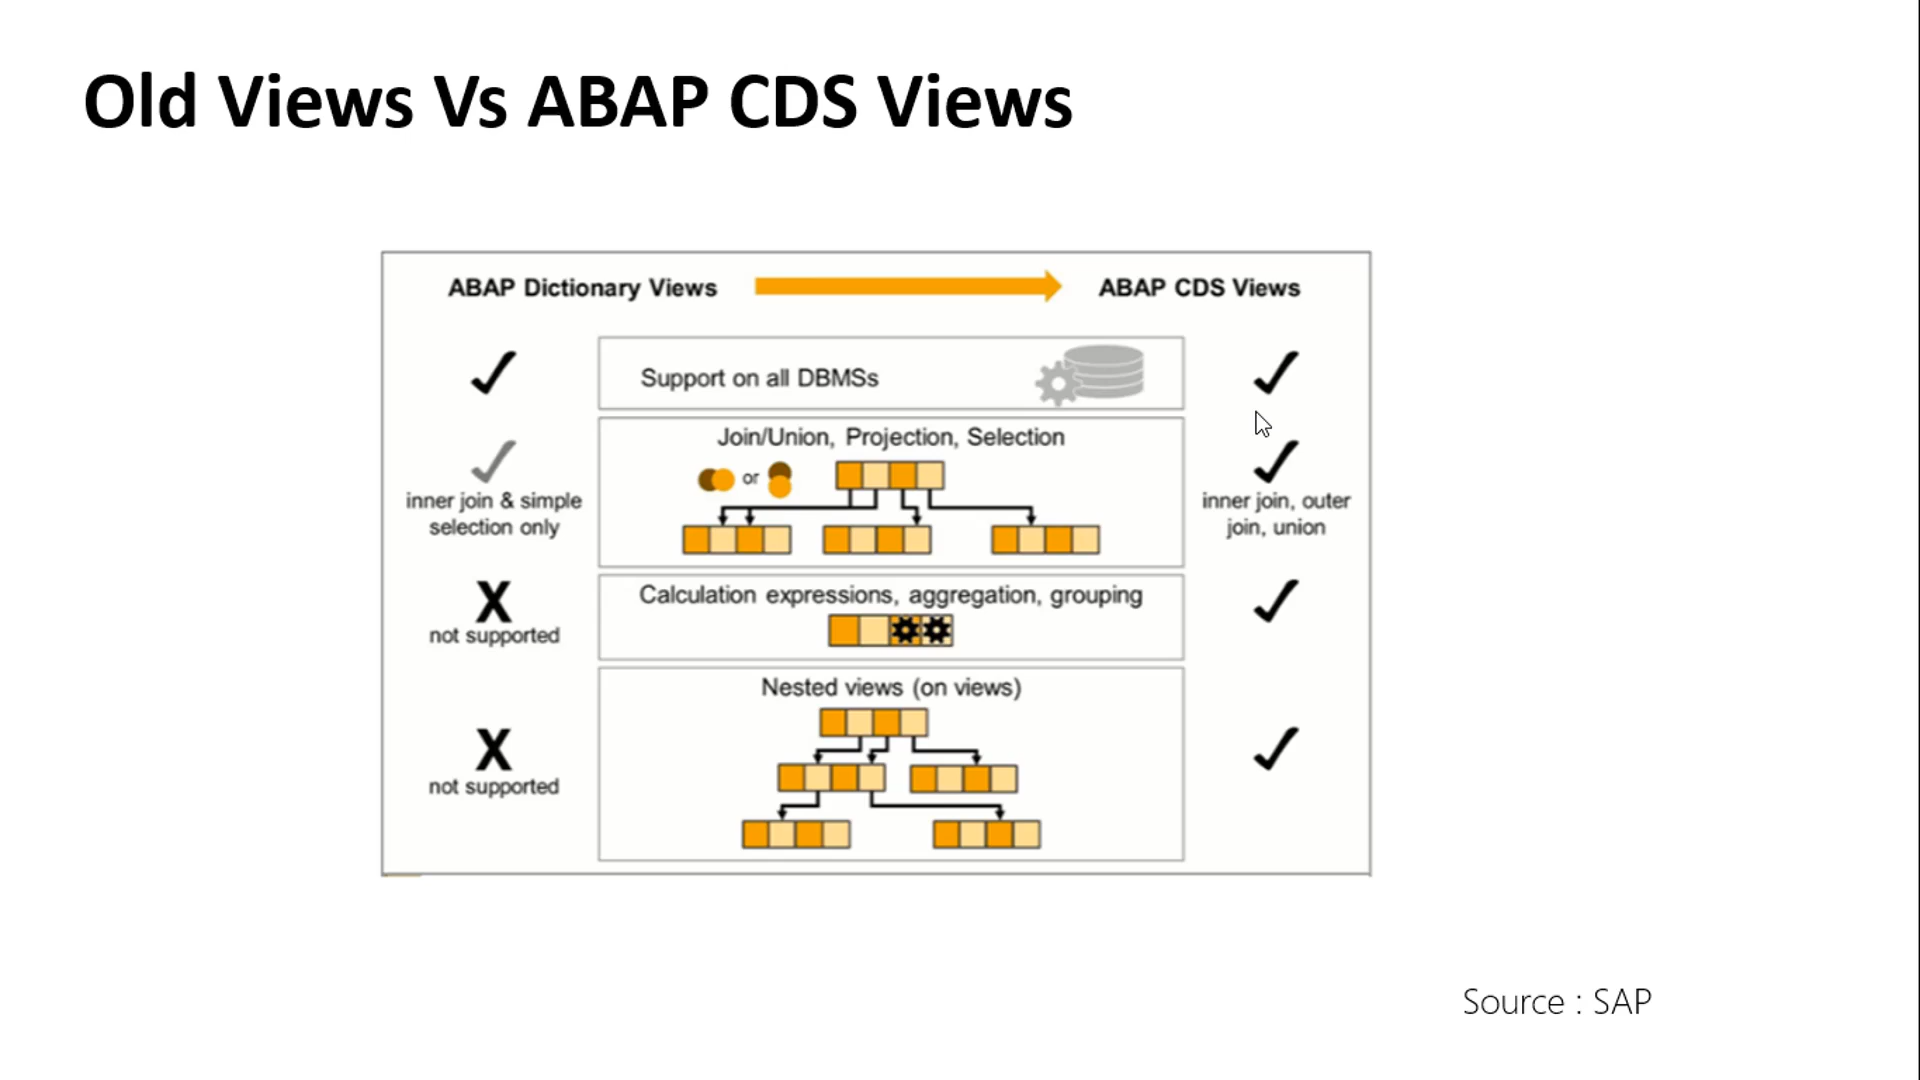 Old Views Vs ABAP CDS Views
ABAP Dictionary Views
ABAP CDS Views
Support on all DBMSs
Join/Union, Projection, Selection
or
inner join & simple
selection only
inner join, outer
join, union
Calculation expressions, aggregation, grouping
X
not supported
Nested views (on views)
X
not supported
Source : SAP